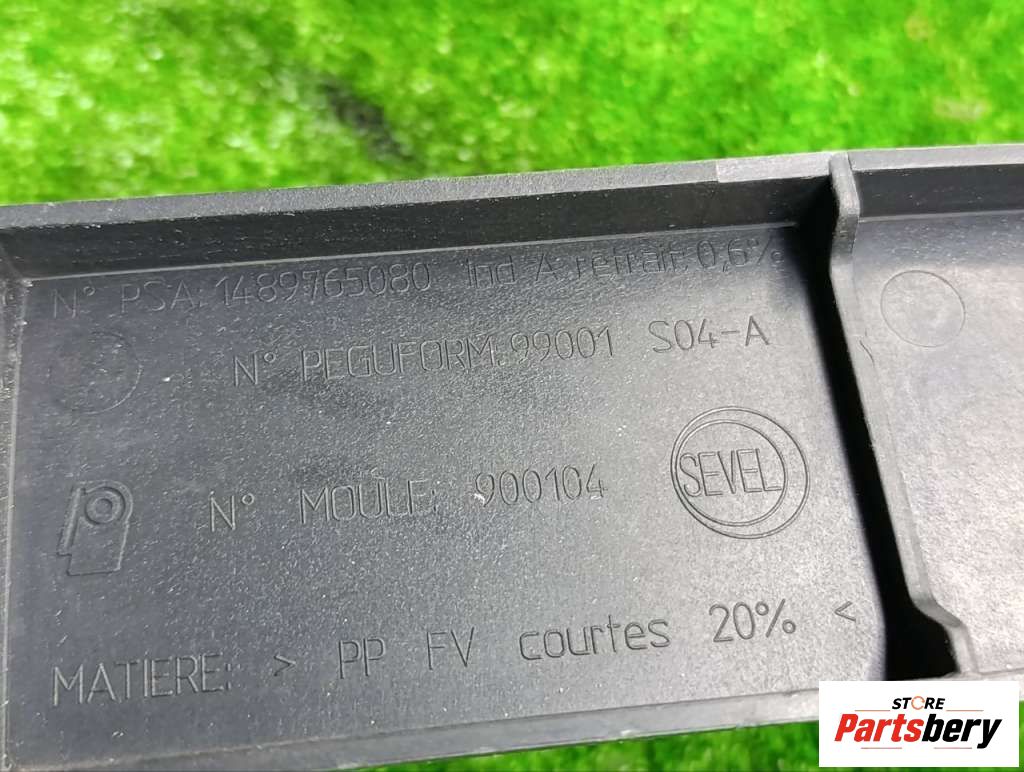 N° PSA: 1489765080 Ind A retrait: 0,6%
N° PEGUFORM: 99001 S04-A
N° MOULE: 900104
SEVEL
MATIERE: > PP FV courtes 20% <
STORE
Partsbery